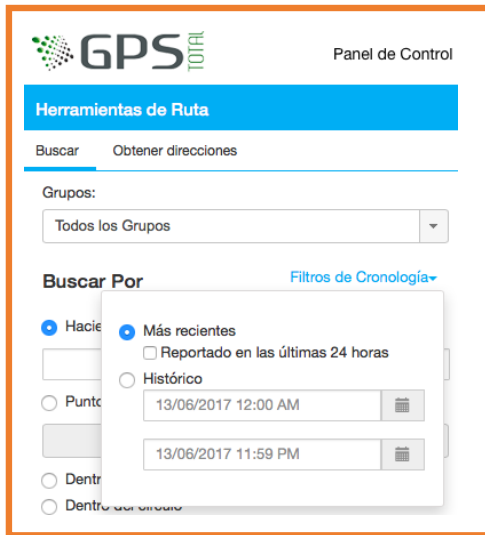 GPS TOTAL
Panel de Control
Herramientas de Ruta
Buscar Obtener direcciones
Grupos:
Todos los Grupos
Buscar Por Filtros de Cronología
Más recientes
Reportado en las últimas 24 horas
Histórico
13/06/2017 12:00 AM
13/06/2017 11:59 PM